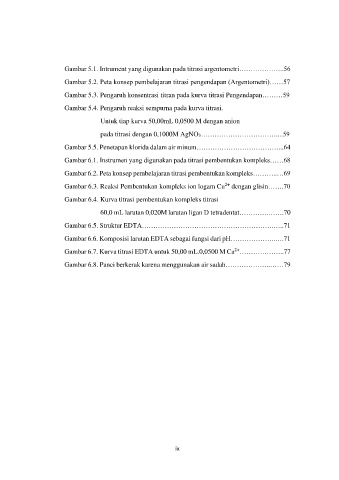 Gambar 5.1. Intrument yang digunakan pada titrasi argentometri……………….…56
Gambar 5.2. Peta konsep pembelajaran titrasi pengendapan (Argentometri)……57
Gambar 5.3. Pengaruh konsentrasi titran pada kurva titrasi Pengendapan………59
Gambar 5.4. Pengaruh reaksi sempurna pada kurva titrasi.
Untuk tiap kurva 50,00mL 0,0500 M dengan anion
pada titrasi dengan 0,1000M AgNO₃………………………………...59
Gambar 5.5. Penetapan klorida dalam air minum…………………………………..64
Gambar 6.1. Instrumen yang digunakan pada titrasi pembentukan kompleks……68
Gambar 6.2. Peta konsep pembelajaran titrasi pembentukan kompleks……….…69
Gambar 6.3. Reaksi Pembentukan kompleks ion logam Cu²⁺ dengan glisin…….70
Gambar 6.4. Kurva titrasi pembentukan kompleks titrasi
60,0 mL larutan 0,020M larutan ligan D tetradentat…………………70
Gambar 6.5. Struktur EDTA………………………………………………………...71
Gambar 6.6. Komposisi larutan EDTA sebagai fungsi dari pH…………………….71
Gambar 6.7. Kurva titrasi EDTA untuk 50,00 mL.0,0500 M Ca²⁺…………………77
Gambar 6.8. Panci berkerak karena menggunakan air sadah………………………79
ix